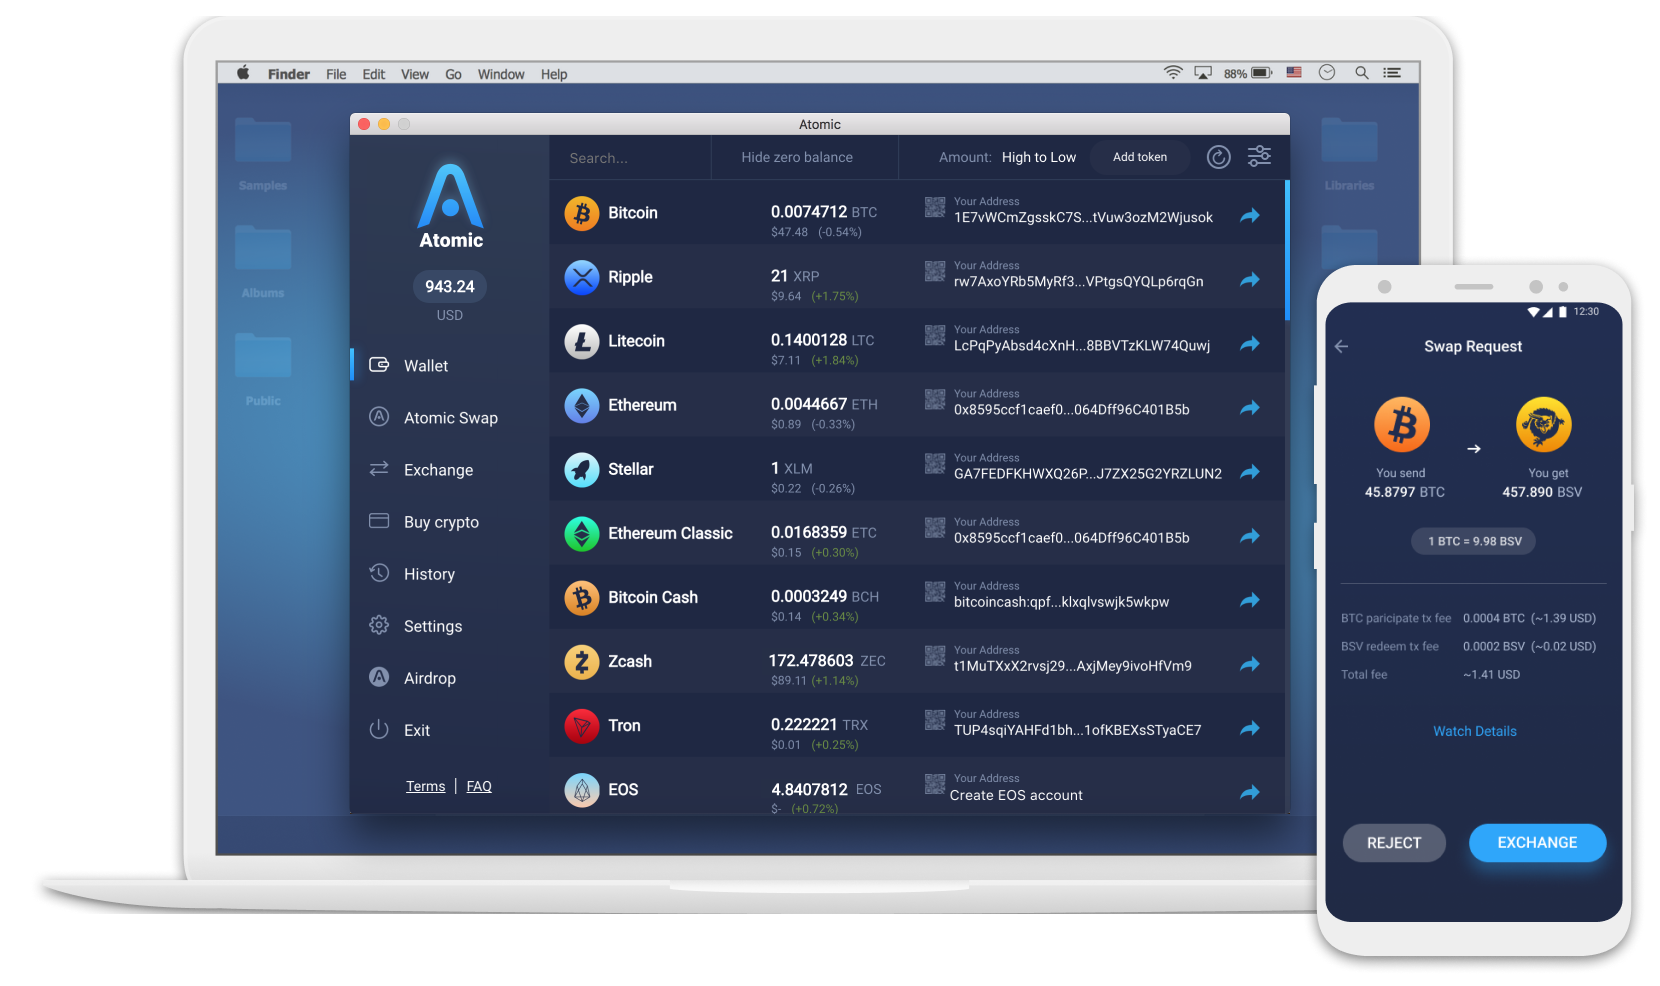 Finder File Edit View Go Window Help 88%
Atomic
Samples
Albums
Public
Libraries
Atomic
943.24
USD
Wallet
Atomic Swap
Exchange
Buy crypto
History
Settings
Airdrop
Exit
Terms | FAQ
Search... Hide zero balance Amount: High to Low Add token
Bitcoin 0.0074712 BTC Your Address
$47.48 (-0.54%) 1E7vWCmZgsskC7S...tVuw3ozM2Wjusok
Ripple 21 XRP Your Address
$9.64 (+1.75%) rw7AxoYRb5MyRf3...VPtgsQYQLp6rqGn
Litecoin 0.1400128 LTC Your Address
$7.11 (+1.84%) LcPqPyAbsd4cXnH...8BBVTzKLW74Quwj
Ethereum 0.0044667 ETH Your Address
$0.89 (-0.33%) 0x8595ccf1caef0...064Dff96C401B5b
Stellar 1 XLM Your Address
$0.22 (-0.26%) GA7FEDFKHWXQ26P...J7ZX25G2YRZLUN2
Ethereum Classic 0.0168359 ETC Your Address
$0.15 (+0.30%) 0x8595ccf1caef0...064Dff96C401B5b
Bitcoin Cash 0.0003249 BCH Your Address
$0.14 (+0.34%) bitcoincash:qpf...klxqlvswjk5wkpw
Zcash 172.478603 ZEC Your Address
$89.11 (+1.14%) t1MuTXxX2rvsj29...AxjMey9ivoHfVm9
Tron 0.222221 TRX Your Address
$0.01 (+0.25%) TUP4sqiYAHFd1bh...1ofKBEXsSTyaCE7
EOS 4.8407812 EOS Your Address
$- (+0.72%) Create EOS account
12:30
Swap Request
You send You get
45.8797 BTC 457.890 BSV
1 BTC = 9.98 BSV
BTC paricipate tx fee 0.0004 BTC (~1.39 USD)
BSV redeem tx fee 0.0002 BSV (~0.02 USD)
Total fee ~1.41 USD
Watch Details
REJECT EXCHANGE